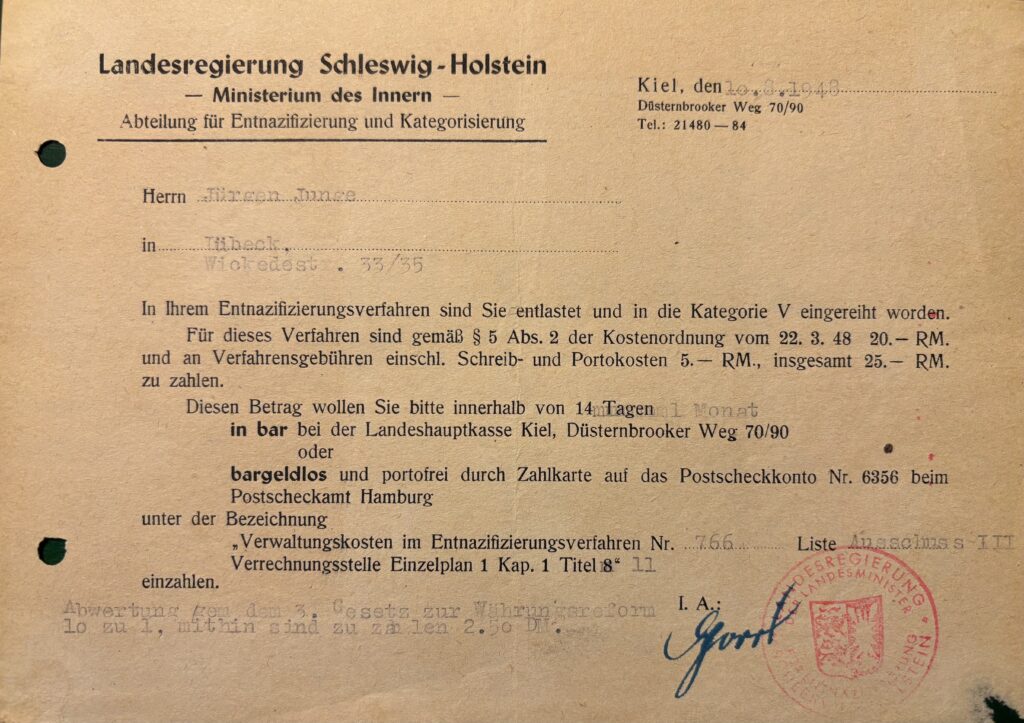 Landesregierung Schleswig-Holstein
— Ministerium des Innern —
Abteilung für Entnazifizierung und Kategorisierung
Kiel, den 10.8.1948
Düsternbrooker Weg 70/90
Tel.: 21480 — 84
Herrn Jürgen Junge
in Lübeck,
Wickedestr. 33/35
In Ihrem Entnazifizierungsverfahren sind Sie entlastet und in die Kategorie V eingereiht worden.
Für dieses Verfahren sind gemäß § 5 Abs. 2 der Kostenordnung vom 22. 3. 48 20.— RM.
und an Verfahrensgebühren einschl. Schreib- und Portokosten 5.— RM., insgesamt 25.— RM.
zu zahlen.
Diesen Betrag wollen Sie bitte innerhalb von 14 Tagen Monat
in bar bei der Landeshauptkasse Kiel, Düsternbrooker Weg 70/90
oder
bargeldlos und portofrei durch Zahlkarte auf das Postscheckkonto Nr. 6356 beim
Postscheckamt Hamburg
unter der Bezeichnung
„Verwaltungskosten im Entnazifizierungsverfahren Nr. 766 Liste Ausschuss III
Verrechnungsstelle Einzelplan 1 Kap. 1 Titel 8“ 11
einzahlen.
I. A.:
Abwertung gem dem 3. Gesetz zur Währungsreform
10 zu 1, mithin sind zu zahlen 2.50 DM.
LANDESREGIERUNG
LANDESMINISTER